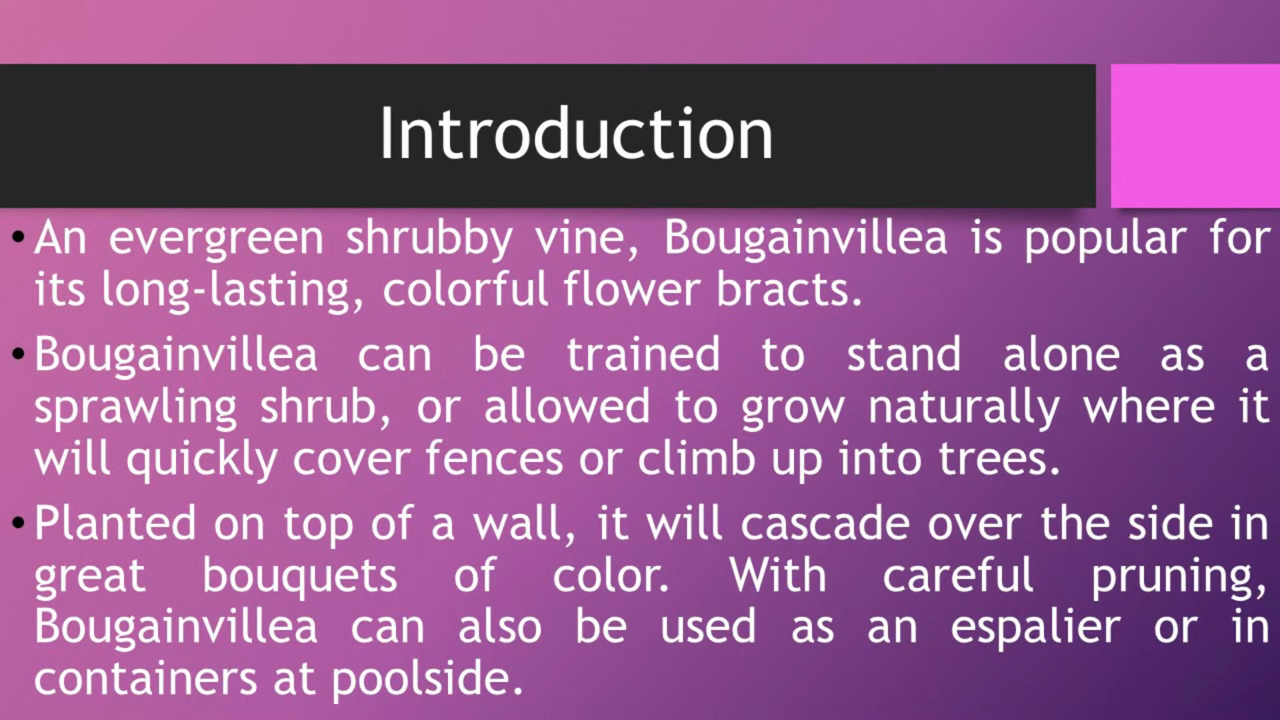 Introduction
• An evergreen shrubby vine, Bougainvillea is popular for
its long-lasting, colorful flower bracts.
• Bougainvillea can be trained to stand alone as a
sprawling shrub, or allowed to grow naturally where it
will quickly cover fences or climb up into trees.
• Planted on top of a wall, it will cascade over the side in
great bouquets of color. With careful pruning,
Bougainvillea can also be used as an espalier or in
containers at poolside.